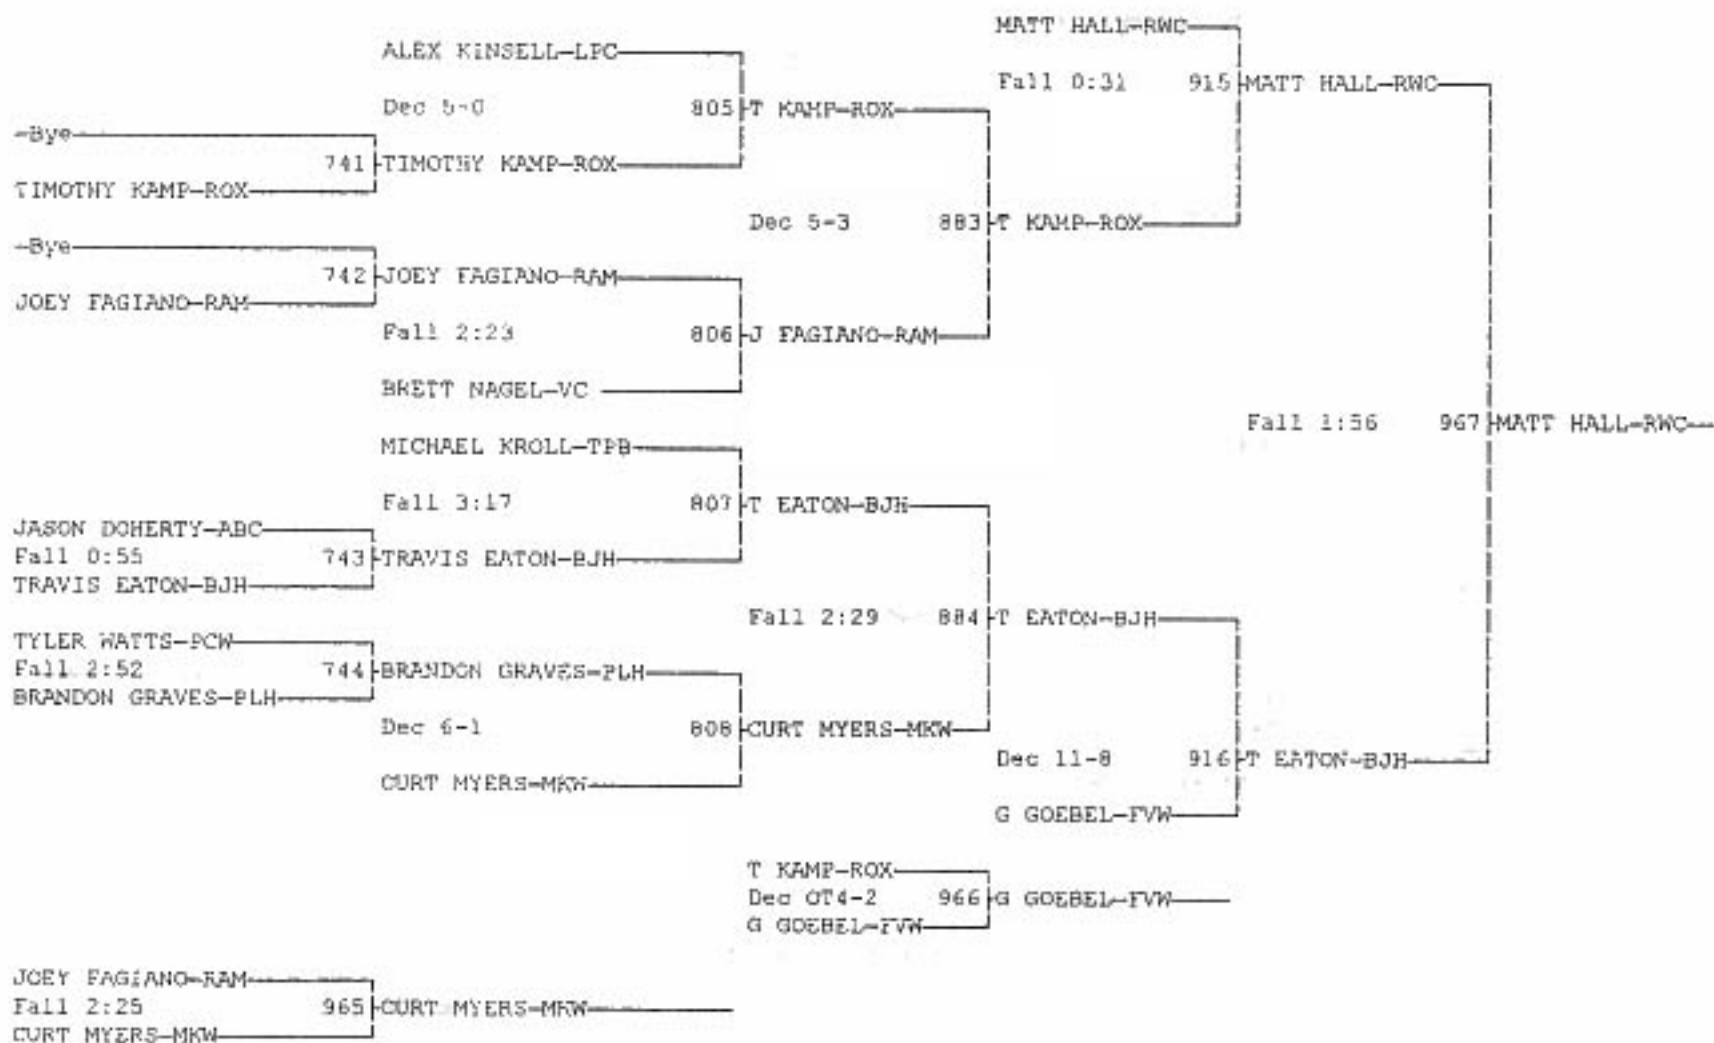 MATT HALL-RWC
ALEX KINSELL-LPC
Fall 0:31 915 MATT HALL-RWC
Dec 5-0 805 T KAMP-ROX
-Bye
741 TIMOTHY KAMP-ROX
TIMOTHY KAMP-ROX
Dec 5-3 883 T KAMP-ROX
-Bye
742 JOEY FAGIANO-RAM
JOEY FAGIANO-RAM
Fall 2:23 806 J FAGIANO-RAM
BRETT NAGEL-VC
Fall 1:56 967 MATT HALL-RWC
MICHAEL KROLL-TPB
Fall 3:17 807 T EATON-BJH
JASON DOHERTY-ABC
Fall 0:55 743 TRAVIS EATON-BJH
TRAVIS EATON-BJH
Fall 2:29 884 T EATON-BJH
TYLER WATTS-PCW
Fall 2:52 744 BRANDON GRAVES-PLH
BRANDON GRAVES-PLH
Dec 6-1 808 CURT MYERS-MKW
Dec 11-8 916 T EATON-BJH
CURT MYERS-MKW
G GOEBEL-FVW
T KAMP-ROX
Dec OT4-2 966 G GOEBEL-FVW
G GOEBEL-FVW
JOEY FAGIANO-RAM
Fall 2:25 965 CURT MYERS-MKW
CURT MYERS-MKW